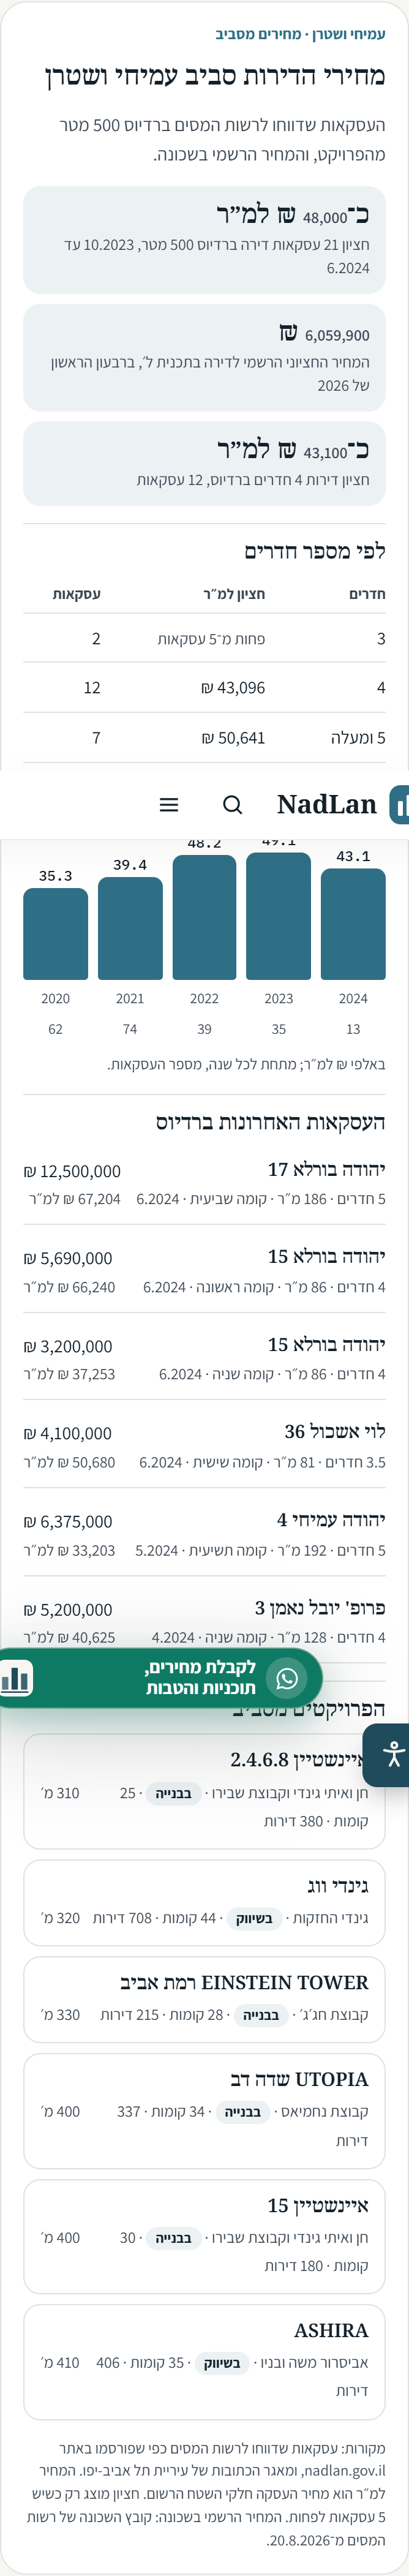 עמיחי ושטרן · מחירים מסביב
מחירי הדירות סביב עמיחי ושטרן
העסקאות שדווחו לרשות המסים ברדיוס 500 מטר
מהפרויקט, והמחיר הרשמי בשכונה.
כ־48,000 ₪ למ״ר
חציון 21 עסקאות דירה ברדיוס 500 מטר, 10.2023 עד
6.2024
6,059,900 ₪
המחיר החציוני הרשמי לדירה בתכנית ל׳, ברבעון הראשון
של 2026
כ־43,100 ₪ למ״ר
חציון דירות 4 חדרים ברדיוס, 12 עסקאות
לפי מספר חדרים
חדרים חציון למ״ר עסקאות
3 פחות מ־5 עסקאות 2
4 43,096 ₪ 12
5 ומעלה 50,641 ₪ 7
NadLan
35.3 39.4 48.2 49.1 43.1
2020 2021 2022 2023 2024
62 74 39 35 13
באלפי ₪ למ״ר; מתחת לכל שנה, מספר העסקאות.
העסקאות האחרונות ברדיוס
יהודה בורלא 17 12,500,000 ₪
5 חדרים · 186 מ״ר · קומה שביעית · 6.2024 67,204 ₪ למ״ר
יהודה בורלא 15 5,690,000 ₪
4 חדרים · 86 מ״ר · קומה ראשונה · 6.2024 66,240 ₪ למ״ר
יהודה בורלא 15 3,200,000 ₪
4 חדרים · 86 מ״ר · קומה שניה · 6.2024 37,253 ₪ למ״ר
לוי אשכול 36 4,100,000 ₪
3.5 חדרים · 81 מ״ר · קומה שישית · 6.2024 50,680 ₪ למ״ר
יהודה עמיחי 4 6,375,000 ₪
5 חדרים · 192 מ״ר · קומה תשיעית · 5.2024 33,203 ₪ למ״ר
פרופ' יובל נאמן 3 5,200,000 ₪
4 חדרים · 128 מ״ר · קומה שניה · 4.2024 40,625 ₪ למ״ר
לקבלת מחירים,
תוכניות והטבות
הפרויקטים מסביב
איינשטיין 2.4.6.8
חן ואיתי גינדי וקבוצת שבירו · בבנייה · 25 310 מ׳
קומות · 380 דירות
גינדי ווג
גינדי החזקות · בשיווק · 44 קומות · 708 דירות 320 מ׳
EINSTEIN TOWER רמת אביב
קבוצת חג׳ג׳ · בבנייה · 28 קומות · 215 דירות 330 מ׳
UTOPIA שדה דב
קבוצת נחמיאס · בבנייה · 34 קומות · 337 400 מ׳
דירות
איינשטיין 15
חן ואיתי גינדי וקבוצת שבירו · בבנייה · 30 400 מ׳
קומות · 180 דירות
ASHIRA
אביסרור משה ובניו · בשיווק · 35 קומות · 406 410 מ׳
דירות
מקורות: עסקאות שדווחו לרשות המסים כפי שפורסמו באתר
nadlan.gov.il, ומאגר הכתובות של עיריית תל אביב-יפו. המחיר
למ״ר הוא מחיר העסקה חלקי השטח הרשום. חציון מוצג רק כשיש
5 עסקאות לפחות. המחיר הרשמי בשכונה: קובץ השכונה של רשות
המסים מ־20.8.2026.